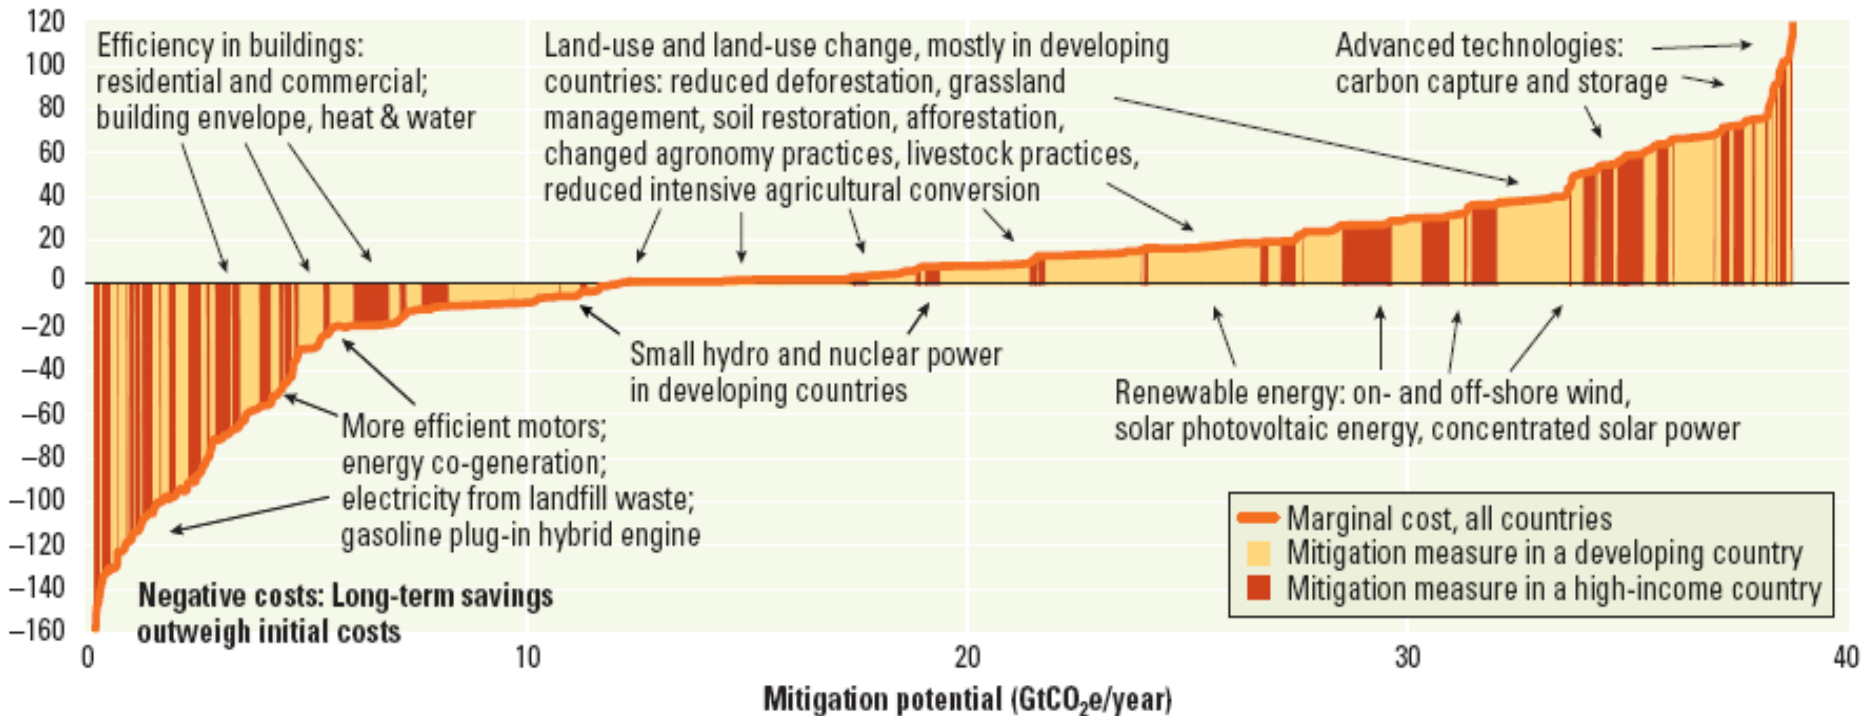 120
100
80
60
40
20
0
−20
−40
−60
−80
−100
−120
−140
−160
Efficiency in buildings:
residential and commercial;
building envelope, heat & water
Land-use and land-use change, mostly in developing
countries: reduced deforestation, grassland
management, soil restoration, afforestation,
changed agronomy practices, livestock practices,
reduced intensive agricultural conversion
Advanced technologies:
carbon capture and storage
Small hydro and nuclear power
in developing countries
Renewable energy: on- and off-shore wind,
solar photovoltaic energy, concentrated solar power
More efficient motors;
energy co-generation;
electricity from landfill waste;
gasoline plug-in hybrid engine
Negative costs: Long-term savings
outweigh initial costs
Marginal cost, all countries
Mitigation measure in a developing country
Mitigation measure in a high-income country
0 10 20 30 40
Mitigation potential (GtCO₂e/year)